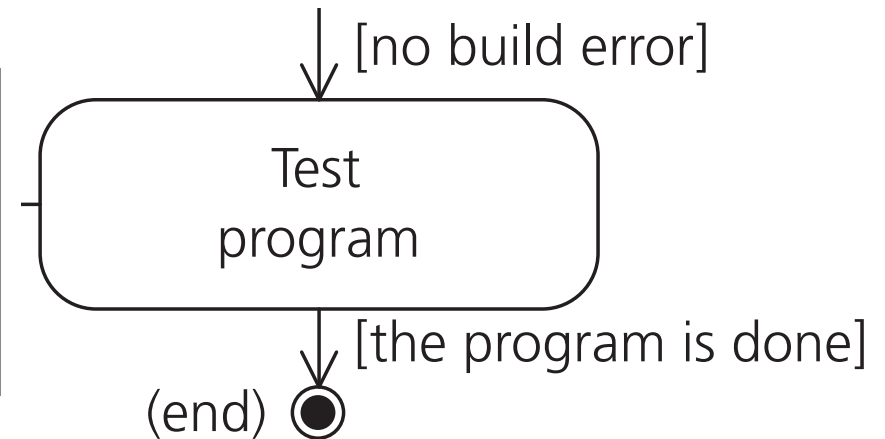 [no build error]
Test
program
[the program is done]
(end)